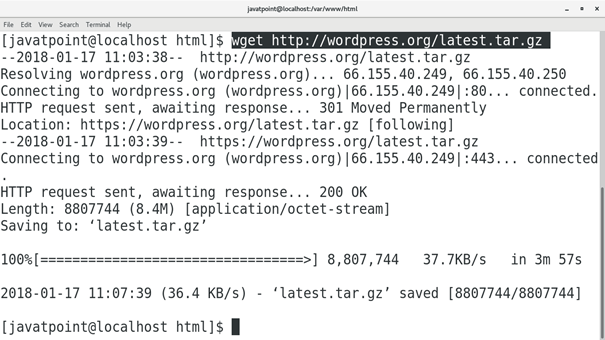 javatpoint@localhost:/var/www/html
File Edit View Search Terminal Help
[javatpoint@localhost html]$ wget http://wordpress.org/latest.tar.gz
--2018-01-17 11:03:38-- http://wordpress.org/latest.tar.gz
Resolving wordpress.org (wordpress.org)... 66.155.40.249, 66.155.40.250
Connecting to wordpress.org (wordpress.org)|66.155.40.249|:80... connected.
HTTP request sent, awaiting response... 301 Moved Permanently
Location: https://wordpress.org/latest.tar.gz [following]
--2018-01-17 11:03:39-- https://wordpress.org/latest.tar.gz
Connecting to wordpress.org (wordpress.org)|66.155.40.249|:443... connected
.
HTTP request sent, awaiting response... 200 OK
Length: 8807744 (8.4M) [application/octet-stream]
Saving to: ‘latest.tar.gz’
100%[================================>] 8,807,744 37.7KB/s in 3m 57s
2018-01-17 11:07:39 (36.4 KB/s) - ‘latest.tar.gz’ saved [8807744/8807744]
[javatpoint@localhost html]$